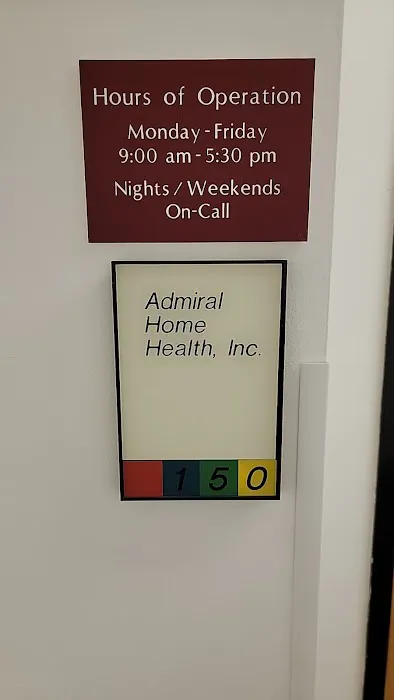 Hours of Operation
Monday - Friday
9:00 am - 5:30 pm
Nights / Weekends
On-Call
Admiral
Home
Health, Inc.
150